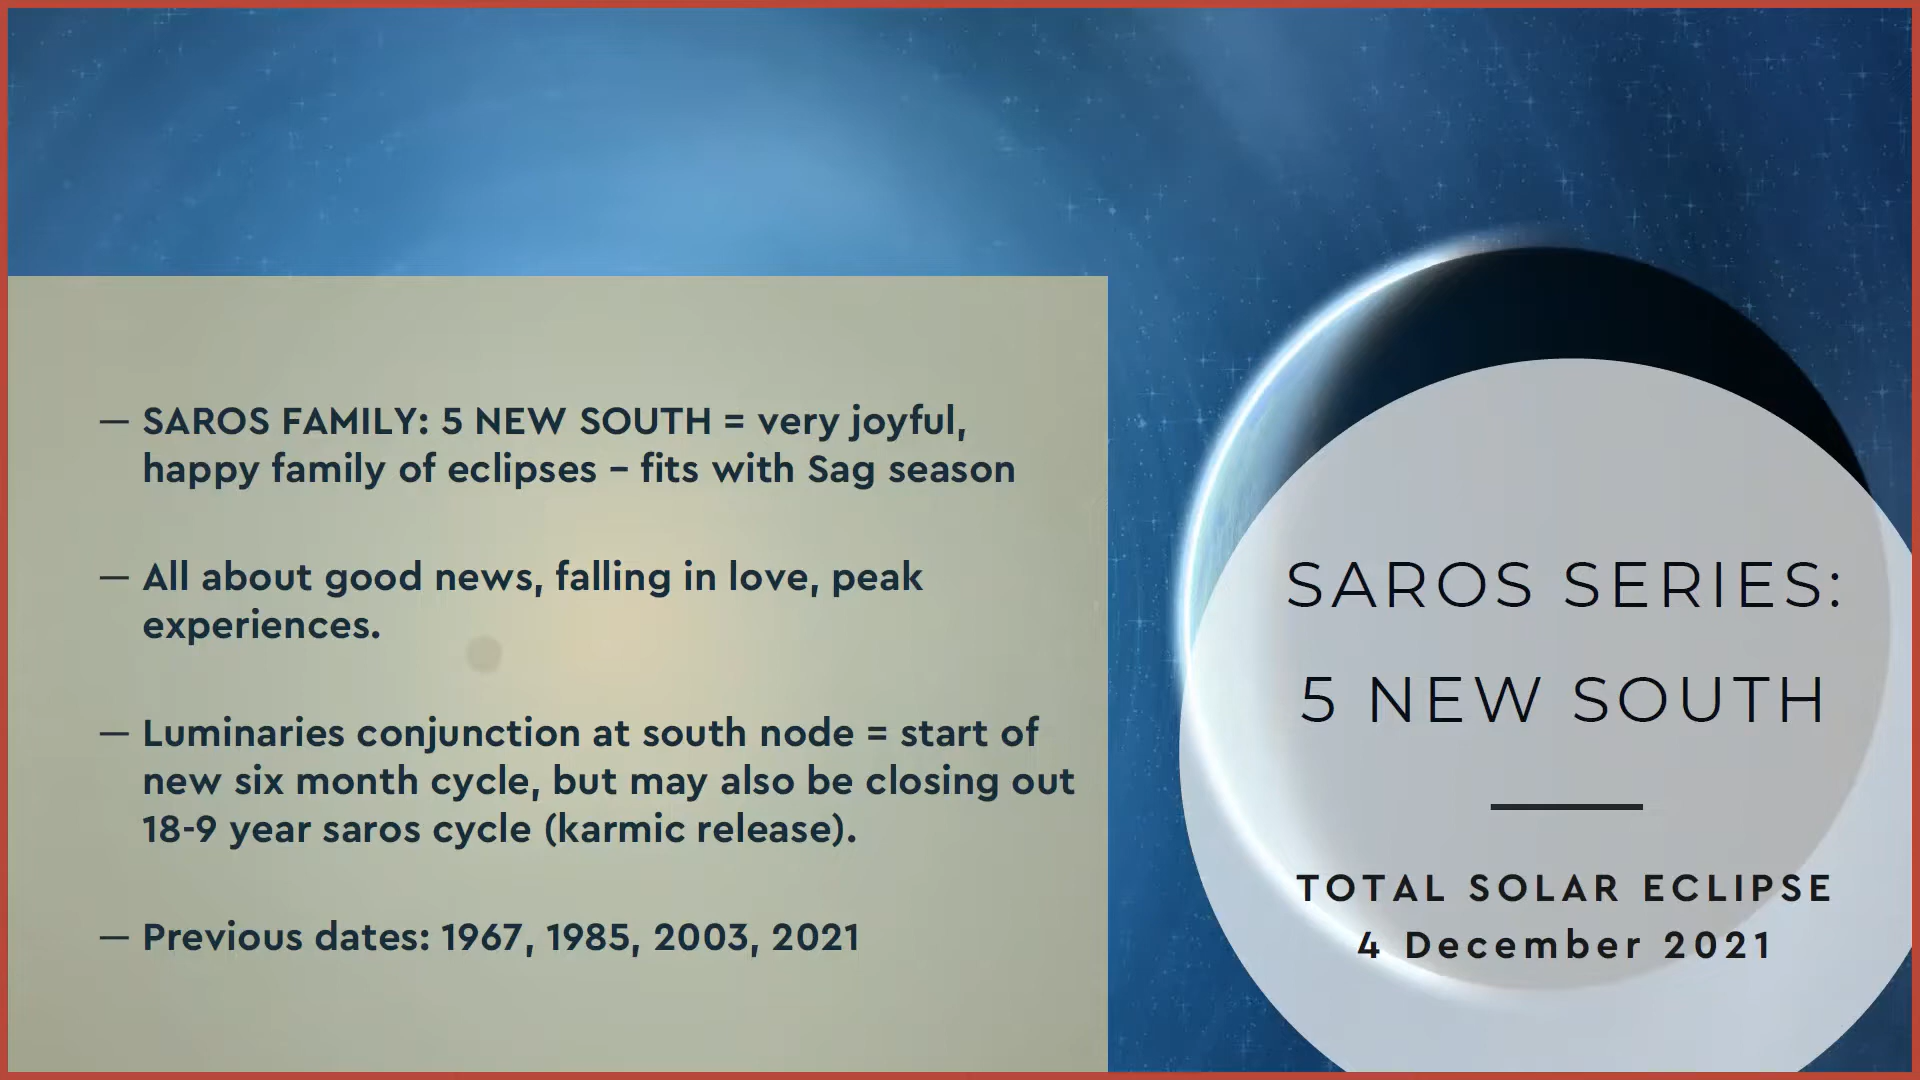 — SAROS FAMILY: 5 NEW SOUTH = very joyful,
happy family of eclipses – fits with Sag season
— All about good news, falling in love, peak
experiences.
— Luminaries conjunction at south node = start of
new six month cycle, but may also be closing out
18-9 year saros cycle (karmic release).
— Previous dates: 1967, 1985, 2003, 2021
SAROS SERIES:
5 NEW SOUTH
TOTAL SOLAR ECLIPSE
4 December 2021